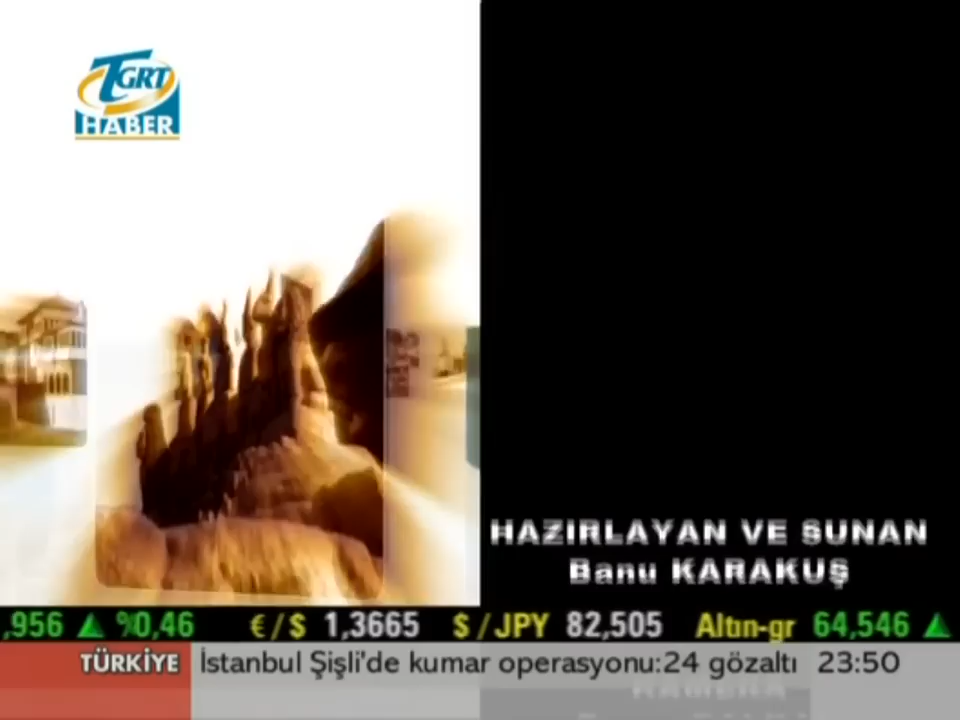 TGRT
HABER
HAZIRLAYAN VE SUNAN
Banu KARAKUŞ
,956 ▲ %0,46 €/$ 1,3665 $/JPY 82,505 Altın-gr 64,546 ▲
TÜRKİYE İstanbul Şişli'de kumar operasyonu:24 gözaltı 23:50
KAMERA